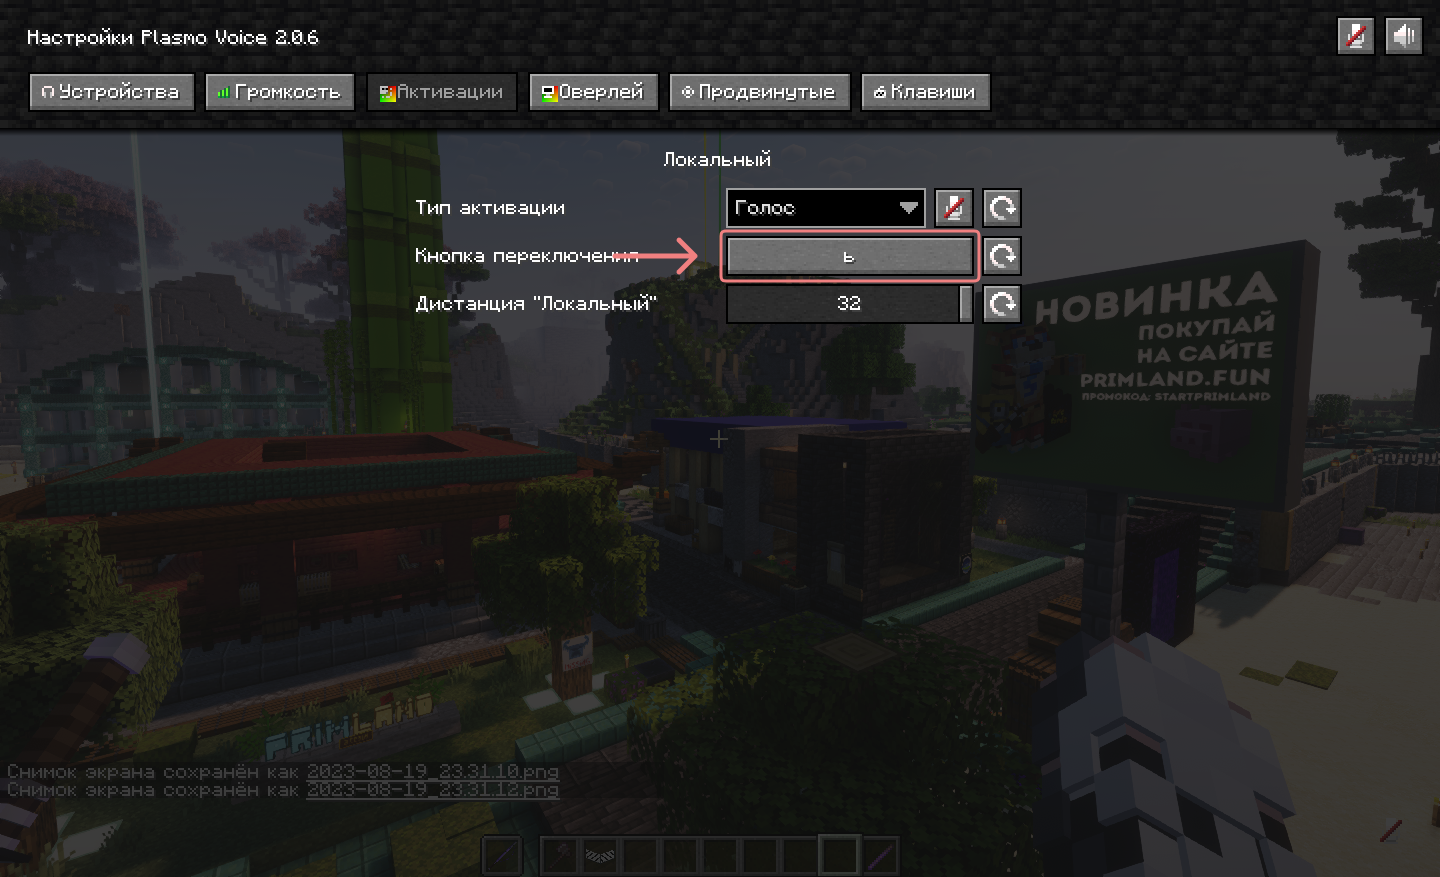 Настройки Plasmo Voice 2.0.6
Устройства Громкость Активации Оверлей Продвинутые Клавиши
Локальный
Тип активации Голос
Кнопка переключения ь
Дистанция "Локальный" 32
НОВИНКА
ПОКУПАЙ
НА САЙТЕ
PRIMLAND.FUN
ПРОМОКОД: STARTPRIMLAND
PRIMLAND
Снимок экрана сохранён как 2023-08-19_23.31.10.png
Снимок экрана сохранён как 2023-08-19_23.31.12.png